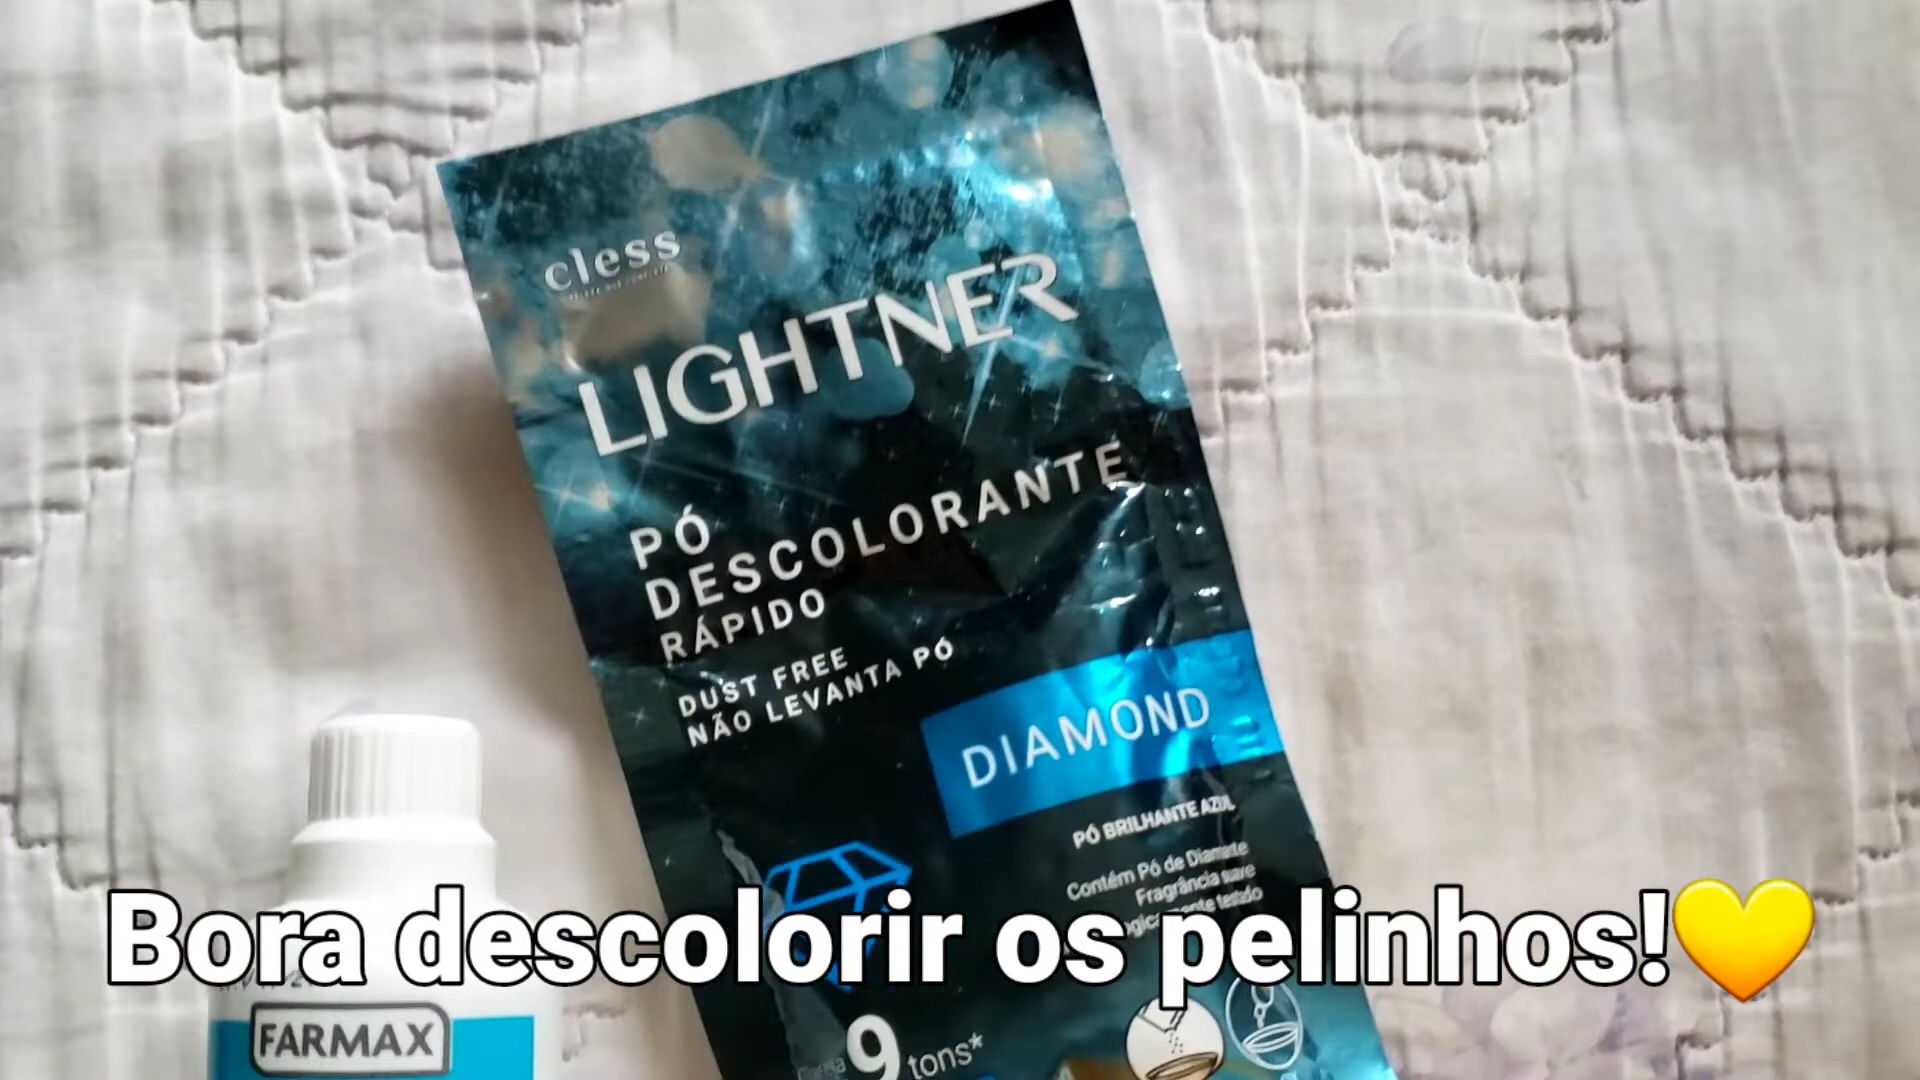 cless
LIGHTNER
PÓ
DESCOLORANTE
RÁPIDO
DUST FREE
NÃO LEVANTA PÓ
DIAMOND
PÓ BRILHANTE AZUL
Contém Pó de Diamante
Fragrância suave
testado
Bora descolorir os pelinhos!💛
FARMAX
9 tons*